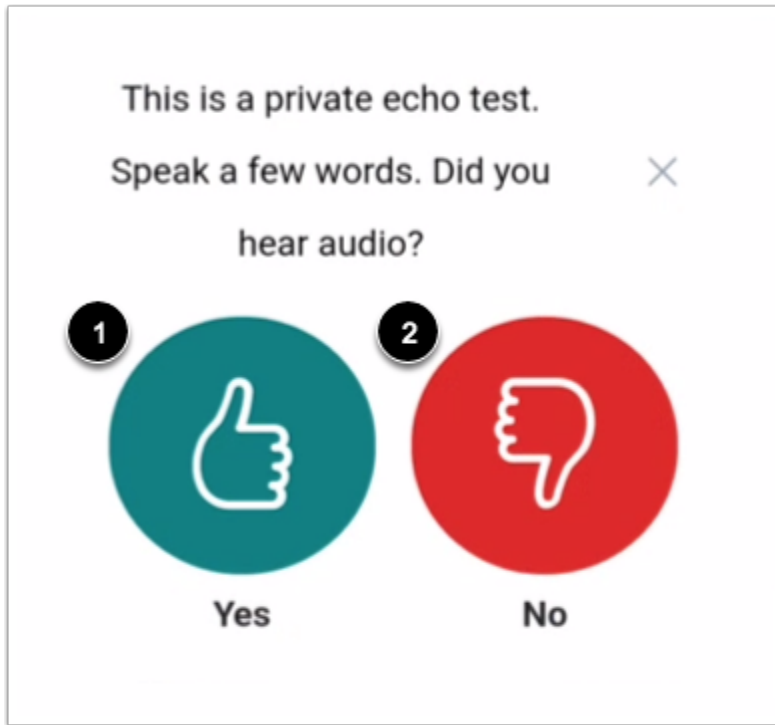 This is a private echo test.
Speak a few words. Did you
hear audio?
1
2
Yes
No